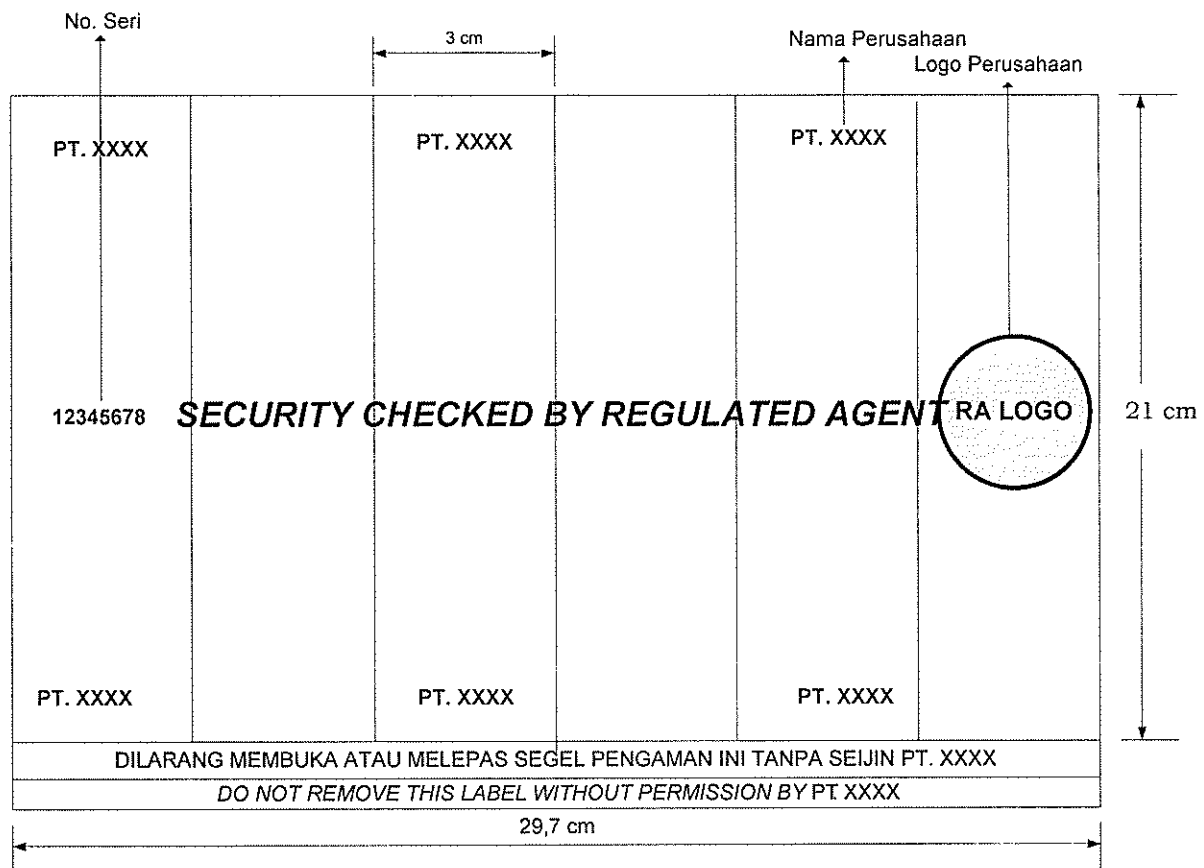 No. Seri
3 cm
Nama Perusahaan
Logo Perusahaan
PT. XXXX
PT. XXXX
PT. XXXX
12345678
SECURITY CHECKED BY REGULATED AGENT
RA LOGO
21 cm
PT. XXXX
PT. XXXX
PT. XXXX
DILARANG MEMBUKA ATAU MELEPAS SEGEL PENGAMAN INI TANPA SEIJIN PT. XXXX
DO NOT REMOVE THIS LABEL WITHOUT PERMISSION BY PT XXXX
29,7 cm